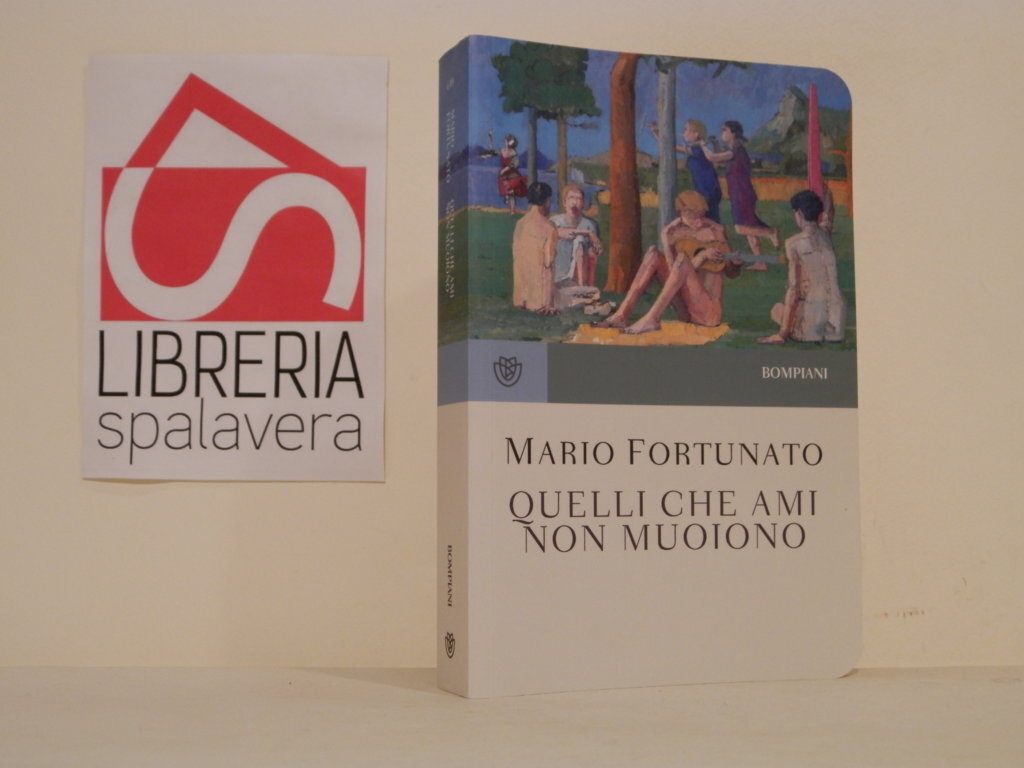 LIBRERIA
spalavera
BOMPIANI
MARIO FORTUNATO
QUELLI CHE AMI
NON MUOIONO
BOMPIANI